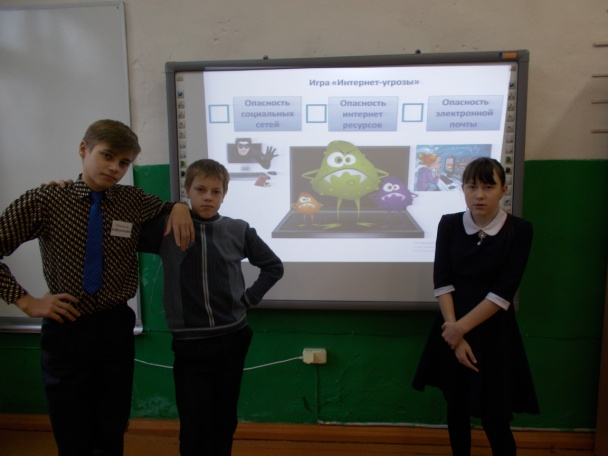 Игра «Интернет-угрозы»
Опасность
социальных
сетей
Опасность
интернет
ресурсов
Опасность
электронной
почты